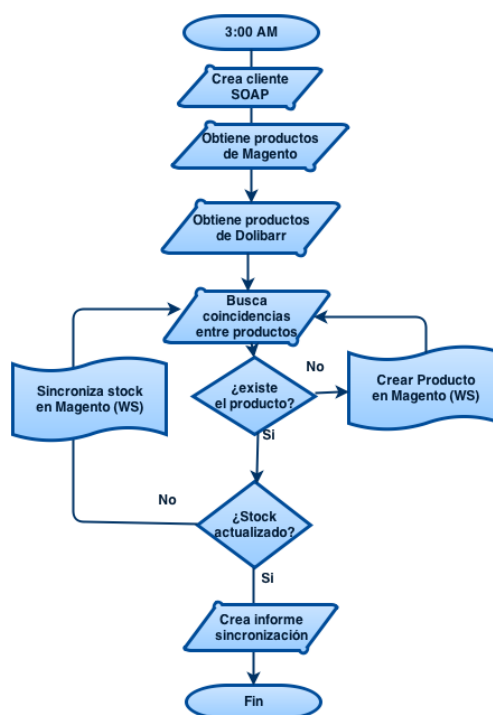 3:00 AM
Crea cliente
SOAP
Obtiene productos
de Magento
Obtiene productos
de Dolibarr
Busca
coincidencias
entre productos
No
Sincroniza stock
en Magento (WS)
¿existe
el producto?
Crear Producto
en Magento (WS)
Si
No
¿Stock
actualizado?
Si
Crea informe
sincronización
Fin